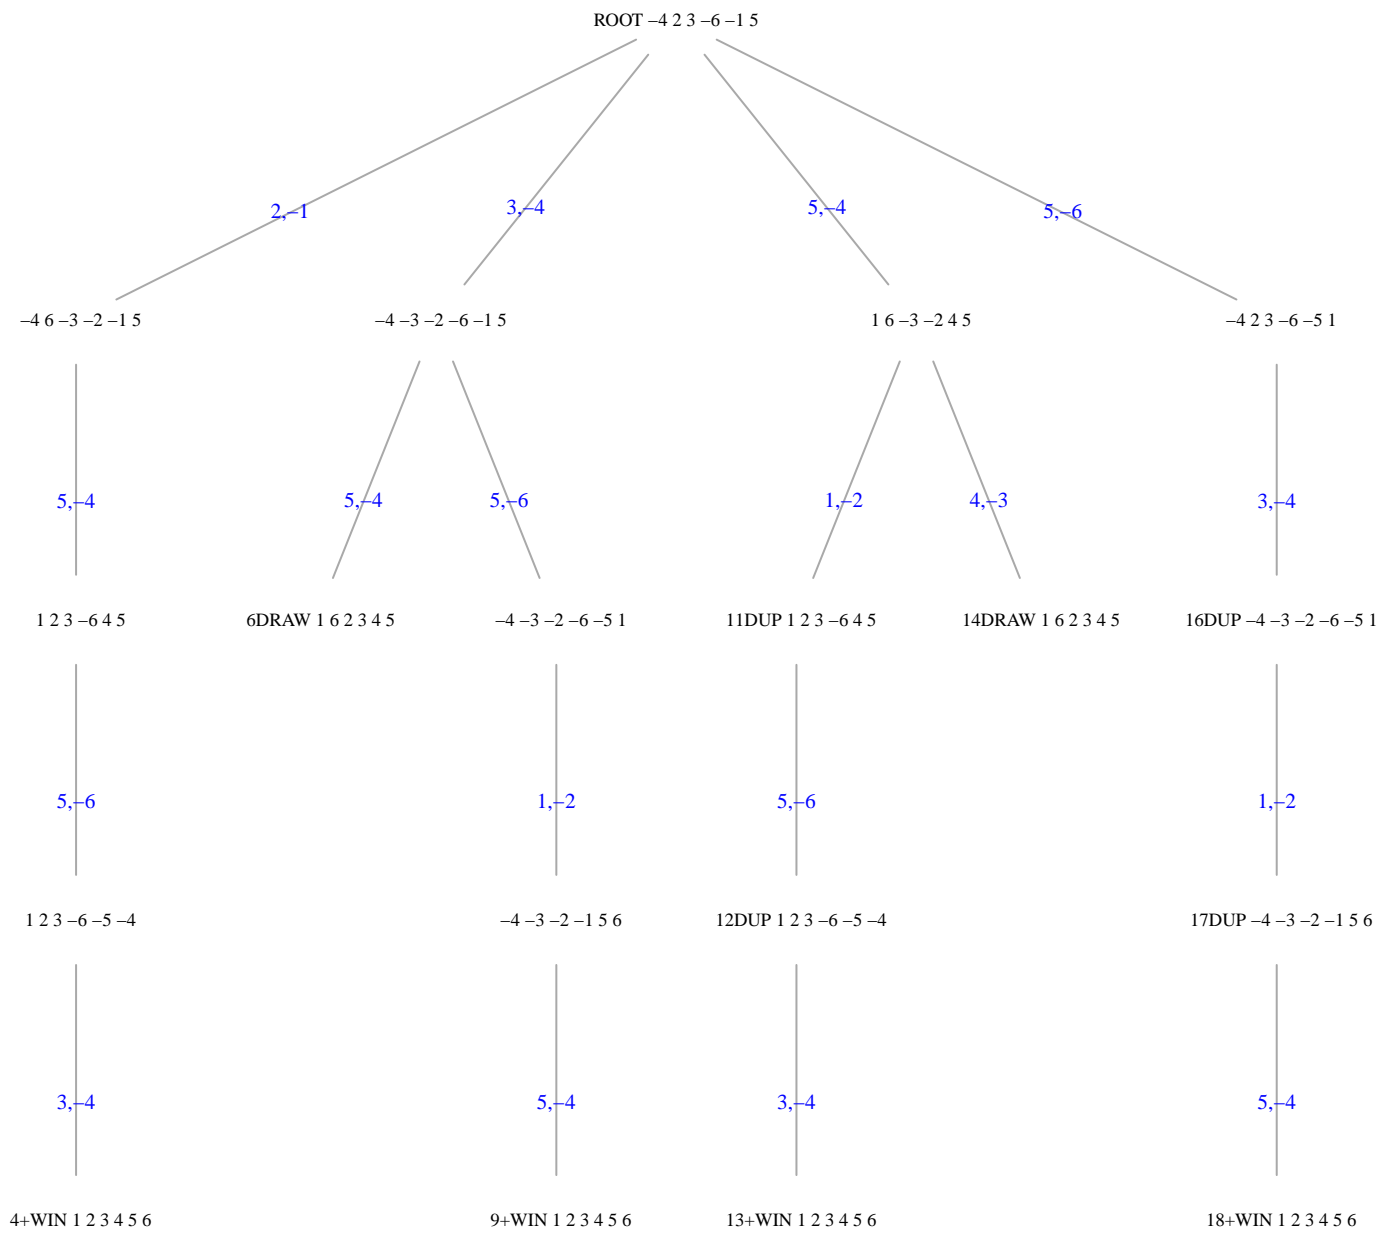 ROOT –4 2 3 –6 –1 5
2,–1
3,–4
5,–4
5,–6
–4 6 –3 –2 –1 5
–4 –3 –2 –6 –1 5
1 6 –3 –2 4 5
–4 2 3 –6 –5 1
5,–4
5,–4
5,–6
1,–2
4,–3
3,–4
1 2 3 –6 4 5
6DRAW 1 6 2 3 4 5
–4 –3 –2 –6 –5 1
11DUP 1 2 3 –6 4 5
14DRAW 1 6 2 3 4 5
16DUP –4 –3 –2 –6 –5 1
5,–6
1,–2
5,–6
1,–2
1 2 3 –6 –5 –4
–4 –3 –2 –1 5 6
12DUP 1 2 3 –6 –5 –4
17DUP –4 –3 –2 –1 5 6
3,–4
5,–4
3,–4
5,–4
4+WIN 1 2 3 4 5 6
9+WIN 1 2 3 4 5 6
13+WIN 1 2 3 4 5 6
18+WIN 1 2 3 4 5 6